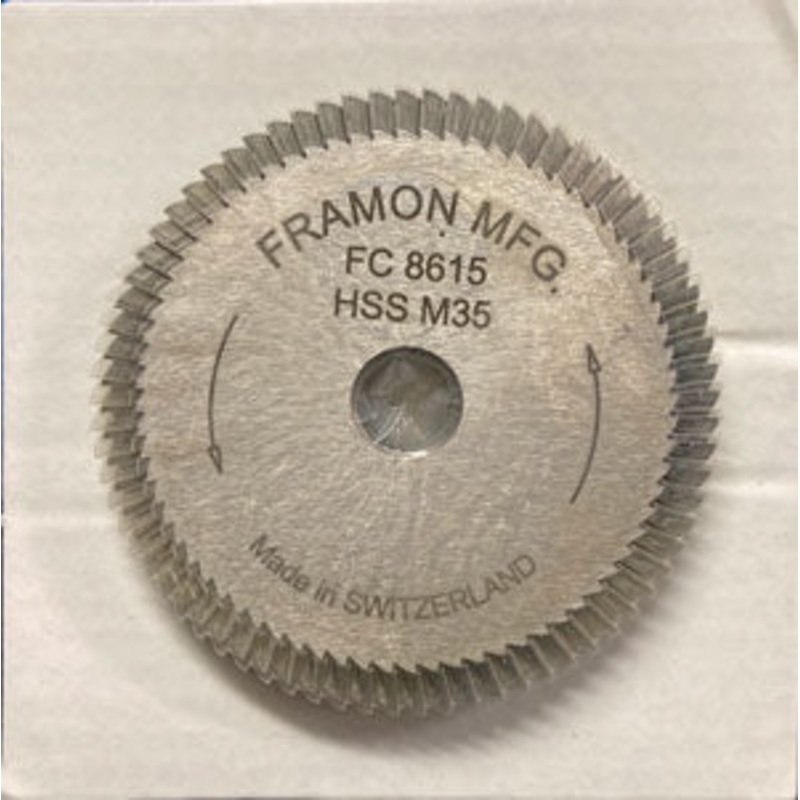 FRAMON MFG.
FC 8615
HSS M35
Made in SWITZERLAND